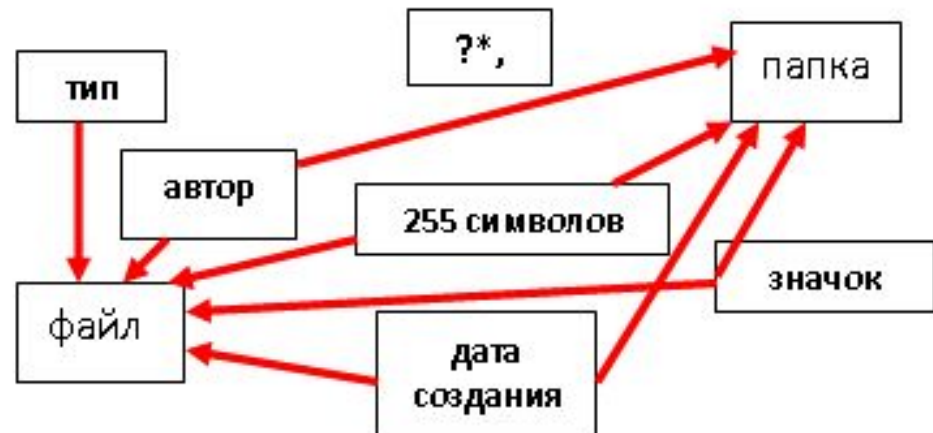 ?*,
папка
тип
автор
255 символов
значок
файл
дата
создания